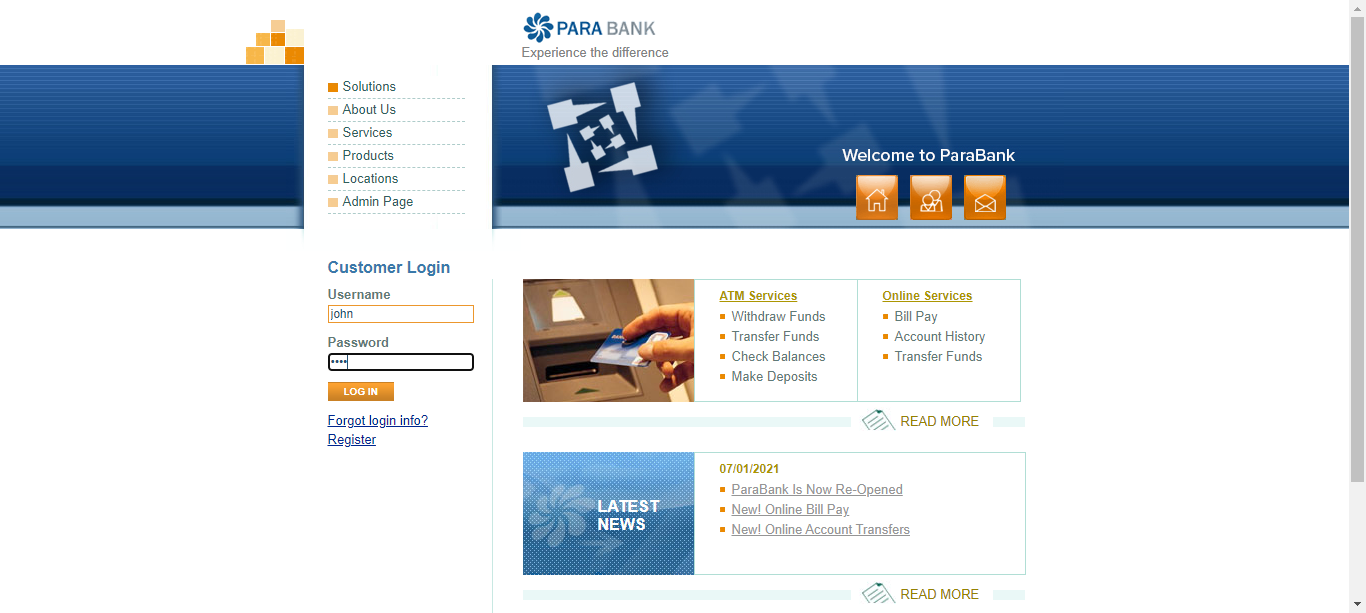 PARA BANK
Experience the difference
Solutions
About Us
Services
Products
Locations
Admin Page
Welcome to ParaBank
Customer Login
Username
john
Password
••••
LOG IN
Forgot login info?
Register
ATM Services
Withdraw Funds
Transfer Funds
Check Balances
Make Deposits
Online Services
Bill Pay
Account History
Transfer Funds
READ MORE
LATEST
NEWS
07/01/2021
ParaBank Is Now Re-Opened
New! Online Bill Pay
New! Online Account Transfers
READ MORE